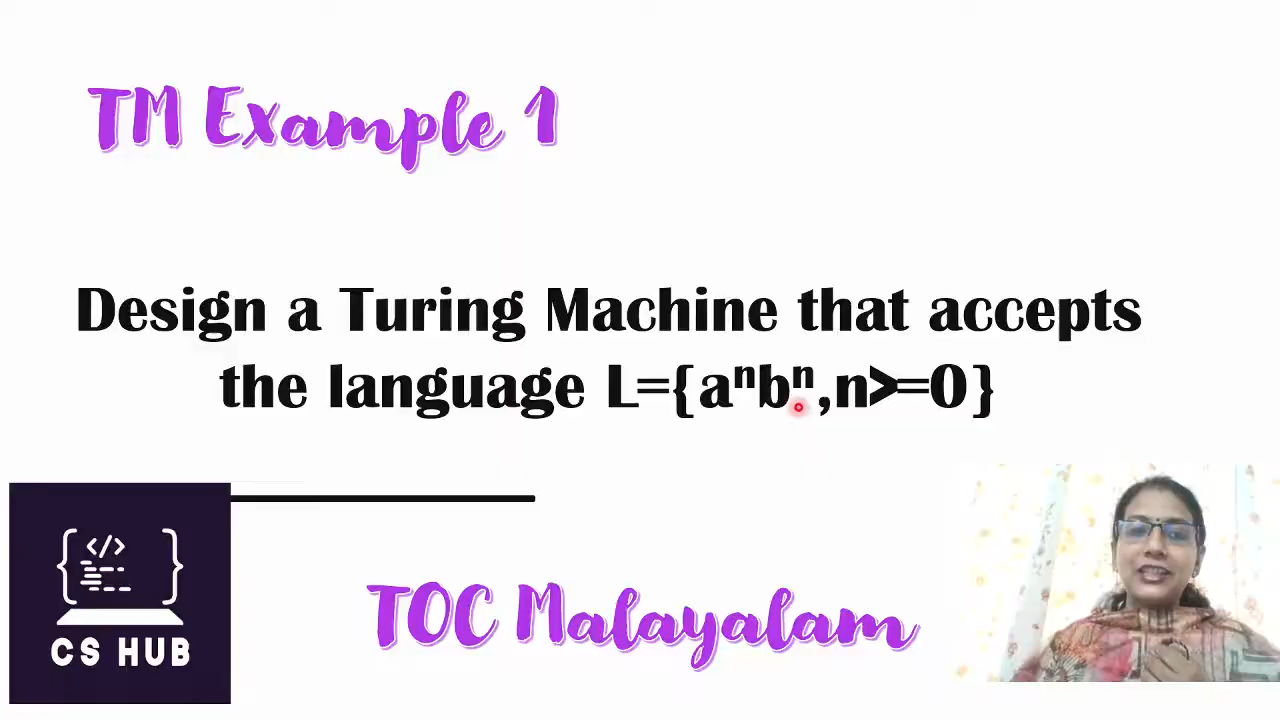 TM Example 1
Design a Turing Machine that accepts
the language L={aⁿbⁿ,n>=0}
{</>}
CS HUB
TOC Malayalam